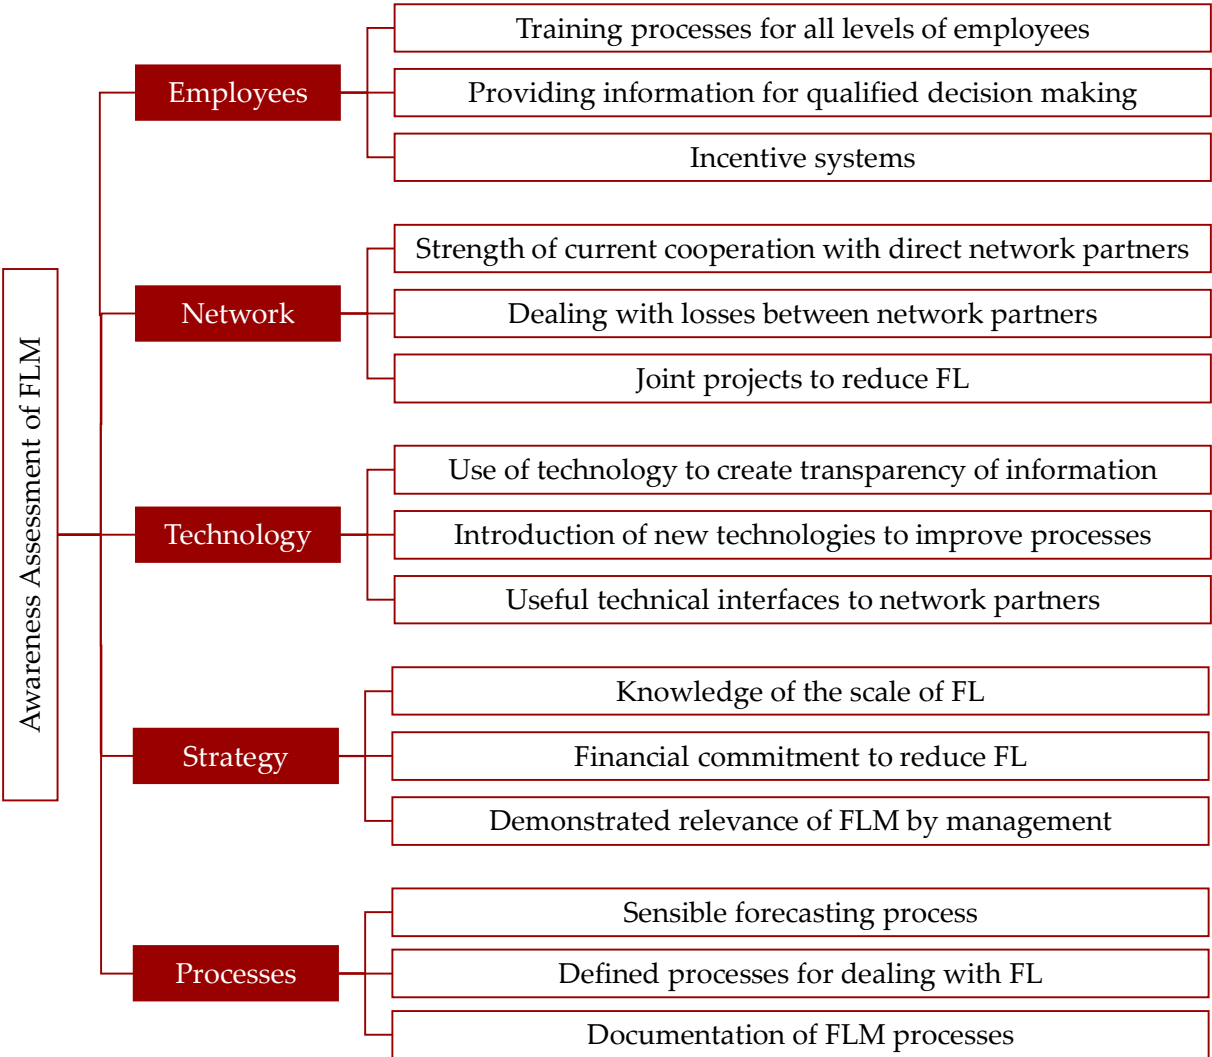 Awareness Assessment of FLM
Employees
Training processes for all levels of employees
Providing information for qualified decision making
Incentive systems
Network
Strength of current cooperation with direct network partners
Dealing with losses between network partners
Joint projects to reduce FL
Technology
Use of technology to create transparency of information
Introduction of new technologies to improve processes
Useful technical interfaces to network partners
Strategy
Knowledge of the scale of FL
Financial commitment to reduce FL
Demonstrated relevance of FLM by management
Processes
Sensible forecasting process
Defined processes for dealing with FL
Documentation of FLM processes